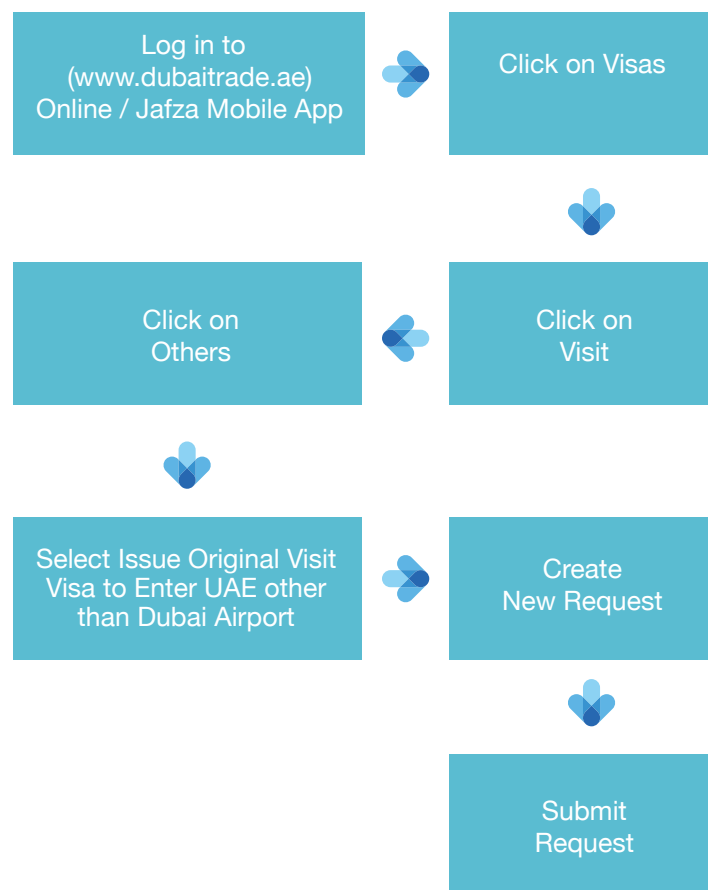 Log in to
(www.dubaitrade.ae)
Online / Jafza Mobile App
Click on Visas
Click on
Visit
Click on
Others
Select Issue Original Visit
Visa to Enter UAE other
than Dubai Airport
Create
New Request
Submit
Request